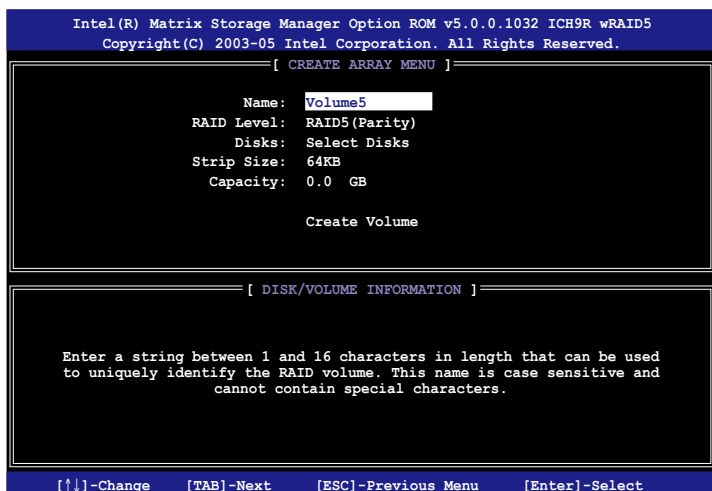 Intel(R) Matrix Storage Manager Option ROM v5.0.0.1032 ICH9R wRAID5
Copyright(C) 2003-05 Intel Corporation. All Rights Reserved.
[ CREATE ARRAY MENU ]
Name: Volume5
RAID Level: RAID5(Parity)
Disks: Select Disks
Strip Size: 64KB
Capacity: 0.0 GB
Create Volume
[ DISK/VOLUME INFORMATION ]
Enter a string between 1 and 16 characters in length that can be used
to uniquely identify the RAID volume. This name is case sensitive and
cannot contain special characters.
[↑↓]-Change [TAB]-Next [ESC]-Previous Menu [Enter]-Select